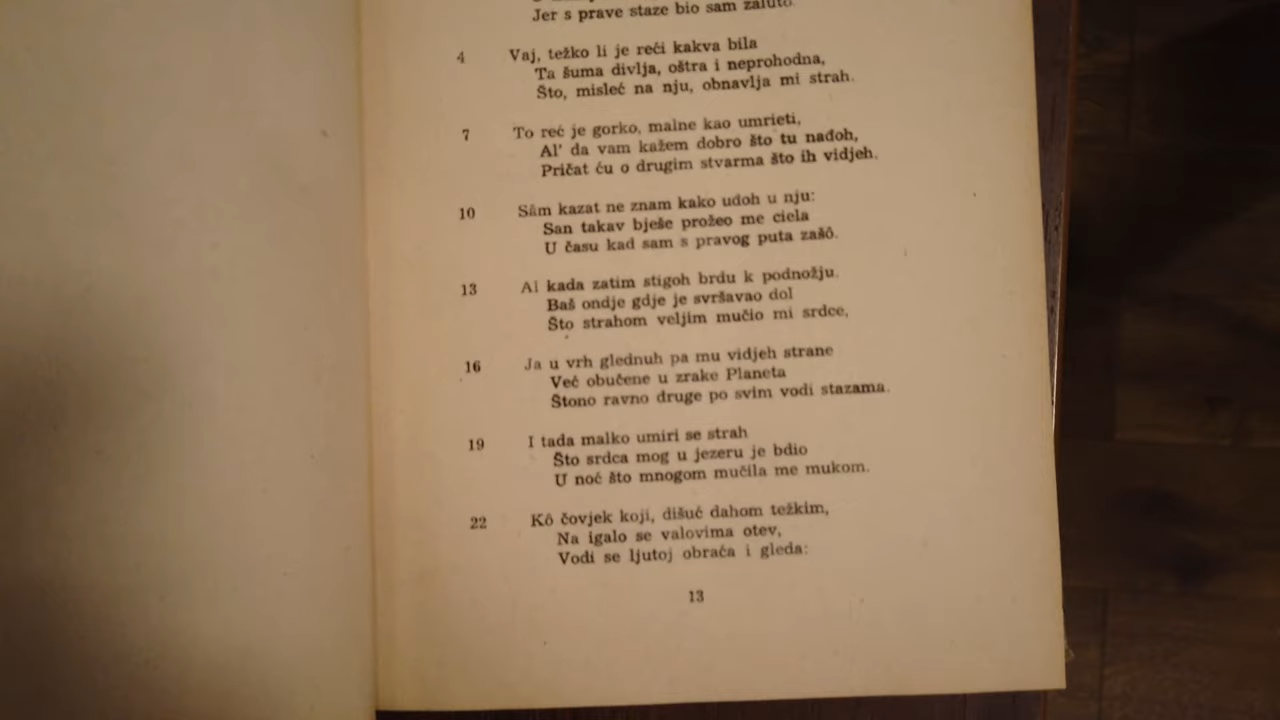 Jer s prave staze bio sam zaluto.
4 Vaj, težko li je reći kakva bila
Ta šuma divlja, oštra i neprohodna,
Što, misleć na nju, obnavlja mi strah.
7 To reć je gorko, malne kao umrieti,
Al' da vam kažem dobro što tu nađoh,
Pričat ću o drugim stvarma što ih vidjeh.
10 Sâm kazat ne znam kako uđoh u nju:
San takav bješe prožeo me ciela
U času kad sam s pravog puta zašô.
13 Al kada zatim stigoh brdu k podnožju.
Baš ondje gdje je svršavao dol
Što strahom veljim mučio mi srdce,
16 Ja u vrh glednuh pa mu vidjeh strane
Već obučene u zrake Planeta
Štono ravno druge po svim vodi stazama.
19 I tada malko umiri se strah
Što srdca mog u jezeru je bdio
U noć što mnogom mučila me mukom.
22 Kô čovjek koji, dišuć dahom težkim,
Na igalo se valovima otev,
Vodi se ljutoj obraća i gleda:
13